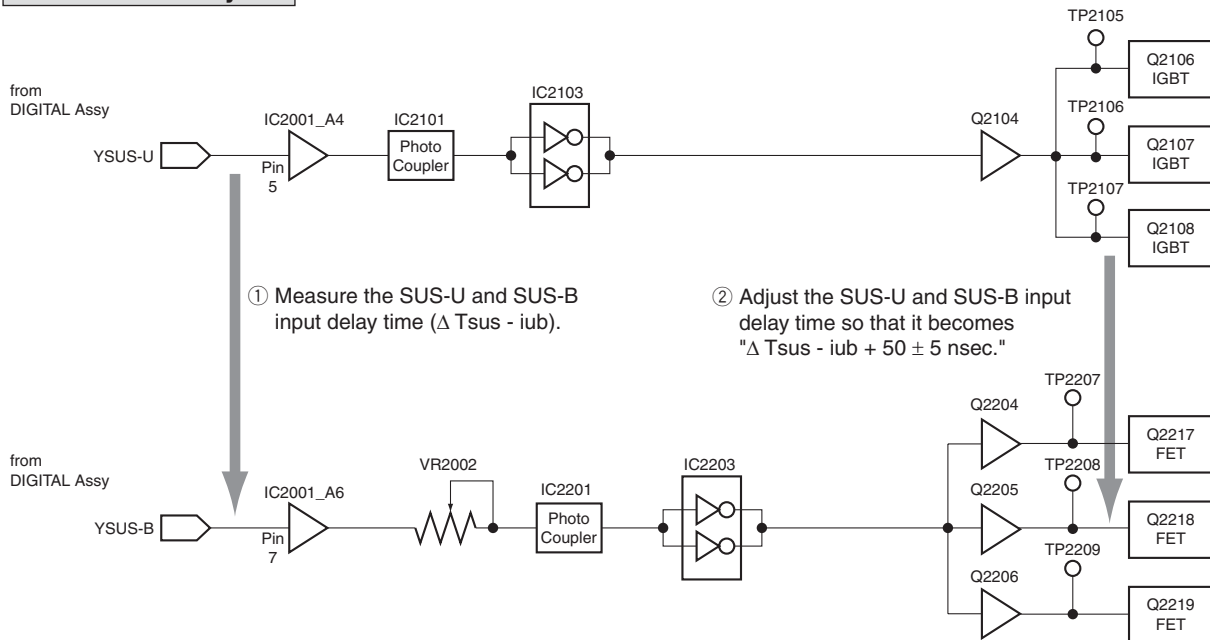 TP2105
Q2106
IGBT
from
DIGITAL Assy
IC2103
IC2001_A4
IC2101
Q2104
TP2106
YSUS-U
Pin
5
Photo
Coupler
Q2107
IGBT
TP2107
Q2108
IGBT
① Measure the SUS-U and SUS-B
input delay time (Δ Tsus - iub).
② Adjust the SUS-U and SUS-B input
delay time so that it becomes
"Δ Tsus - iub + 50 ± 5 nsec."
TP2207
Q2204
Q2217
FET
from
DIGITAL Assy
VR2002
IC2203
IC2001_A6
IC2201
Q2205
TP2208
YSUS-B
Pin
7
Photo
Coupler
Q2218
FET
TP2209
Q2206
Q2219
FET